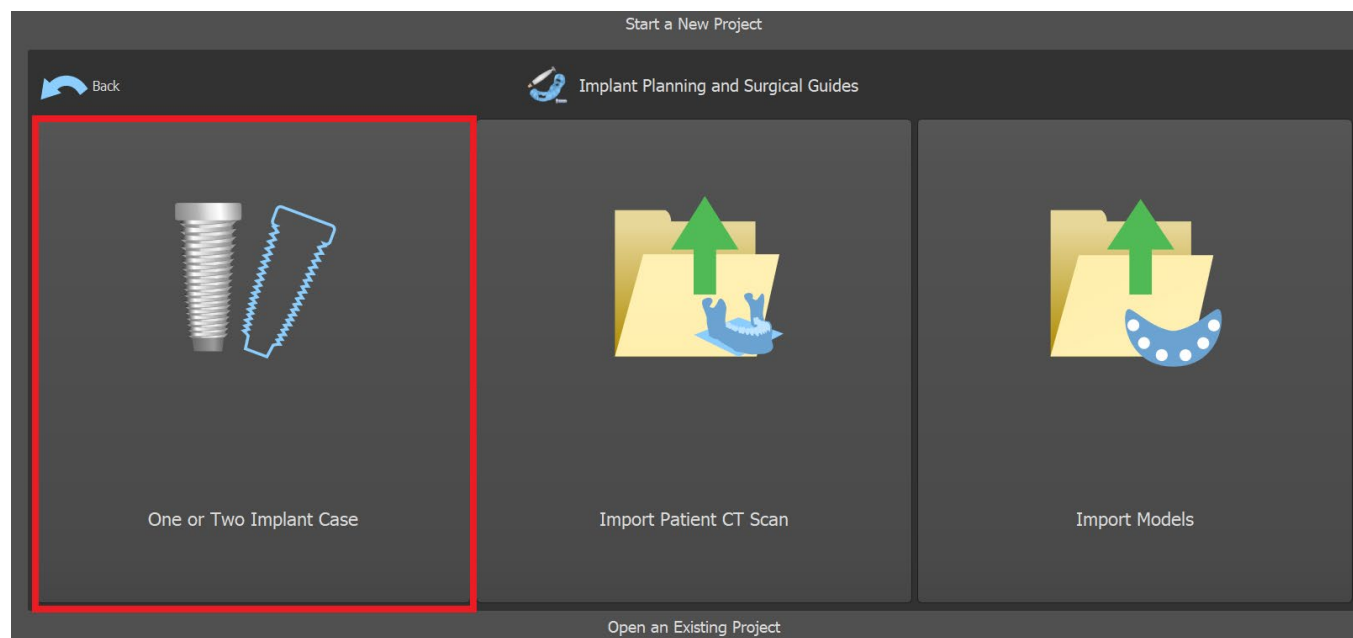 Start a New Project
Back
Implant Planning and Surgical Guides
One or Two Implant Case
Import Patient CT Scan
Import Models
Open an Existing Project